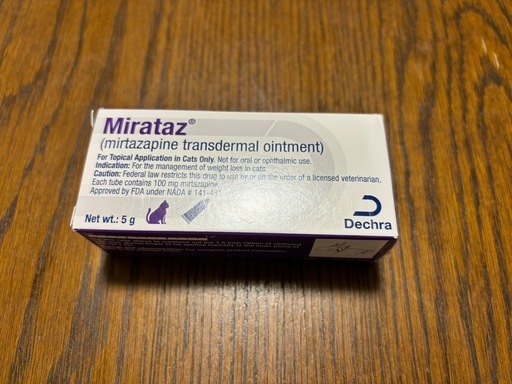 Mirataz®
(mirtazapine transdermal ointment)
For Topical Application in Cats Only. Not for oral or ophthalmic use.
Indication: For the management of weight loss in cats.
Caution: Federal law restricts this drug to use by or on the order of a licensed veterinarian.
Each tube contains 100 mg mirtazapine.
Approved by FDA under NADA # 141-481
Net wt.: 5 g
Dechra